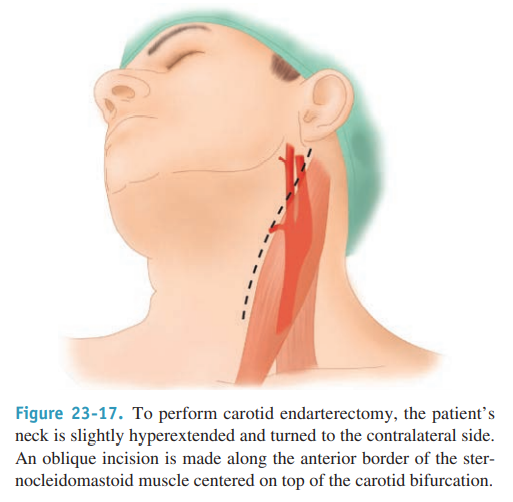 Figure 23-17. To perform carotid endarterectomy, the patient's
neck is slightly hyperextended and turned to the contralateral side.
An oblique incision is made along the anterior border of the ster-
nocleidomastoid muscle centered on top of the carotid bifurcation.